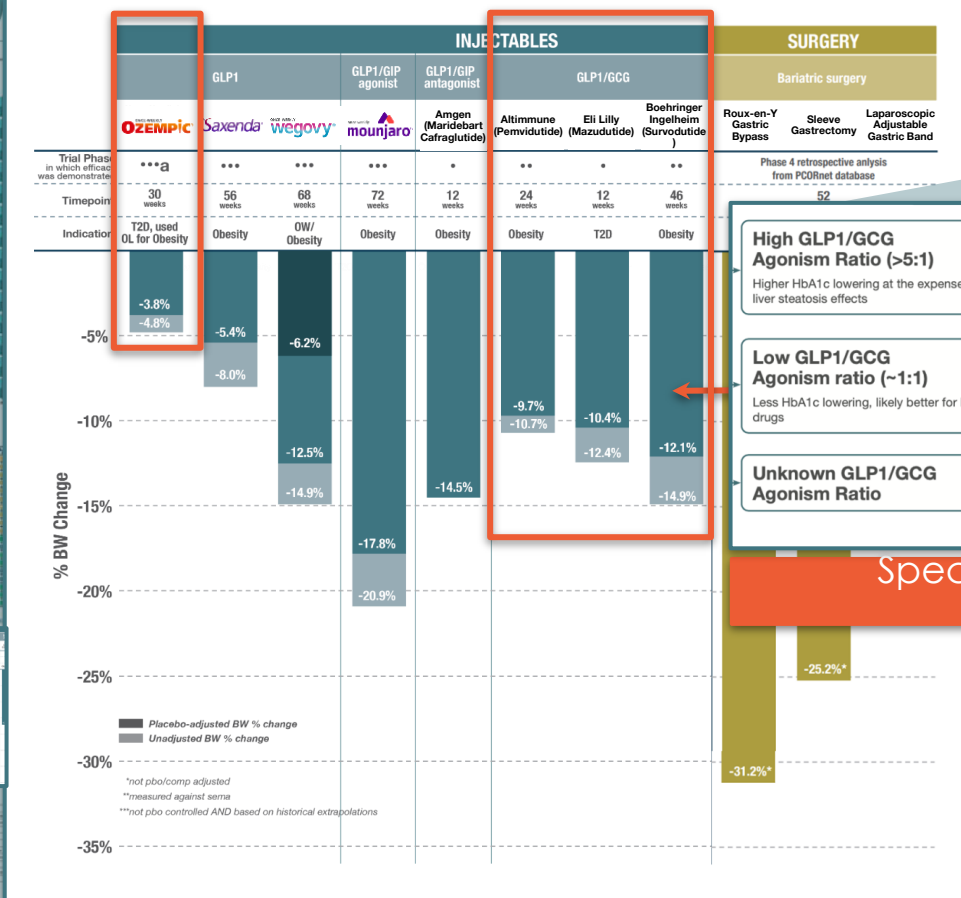 INJECTABLES
SURGERY
GLP1
GLP1/GIP
agonist
GLP1/GIP
antagonist
GLP1/GCG
Bariatric surgery
OZEMPIC
Saxenda
wegovy
mounjaro
Amgen
(Maridebart
Cafraglutide)
Altimmune
(Pemvidutide)
Eli Lilly
(Mazudutide)
Boehringer
Ingelheim
(Survodutide
)
Roux-en-Y
Gastric
Bypass
Sleeve
Gastrectomy
Laparoscopic
Adjustable
Gastric Band
Trial Phase
in which efficac
was demonstrate
•••a
•••
•••
•••
•
••
•
••
Phase 4 retrospective anlysis
from PCORnet database
Timepoin
30
weeks
56
weeks
68
weeks
72
weeks
12
weeks
24
weeks
12
weeks
46
weeks
52
Indication
T2D, used
OL for Obesity
Obesity
OW/
Obesity
Obesity
Obesity
Obesity
T2D
Obesity
High GLP1/GCG
Agonism Ratio (>5:1)
Higher HbA1c lowering at the expense
liver steatosis effects
Low GLP1/GCG
Agonism ratio (~1:1)
Less HbA1c lowering, likely better for
drugs
Unknown GLP1/GCG
Agonism Ratio
Spec
% BW Change
-5%
-10%
-15%
-20%
-25%
-30%
-35%
-3.8%
-4.8%
-5.4%
-8.0%
-6.2%
-12.5%
-14.9%
-17.8%
-20.9%
-14.5%
-9.7%
-10.7%
-10.4%
-12.4%
-12.1%
-14.9%
-31.2%*
-25.2%*
Placebo-adjusted BW % change
Unadjusted BW % change
*not pbo/comp adjusted
**measured against sema
***not pbo controlled AND based on historical extrapolations